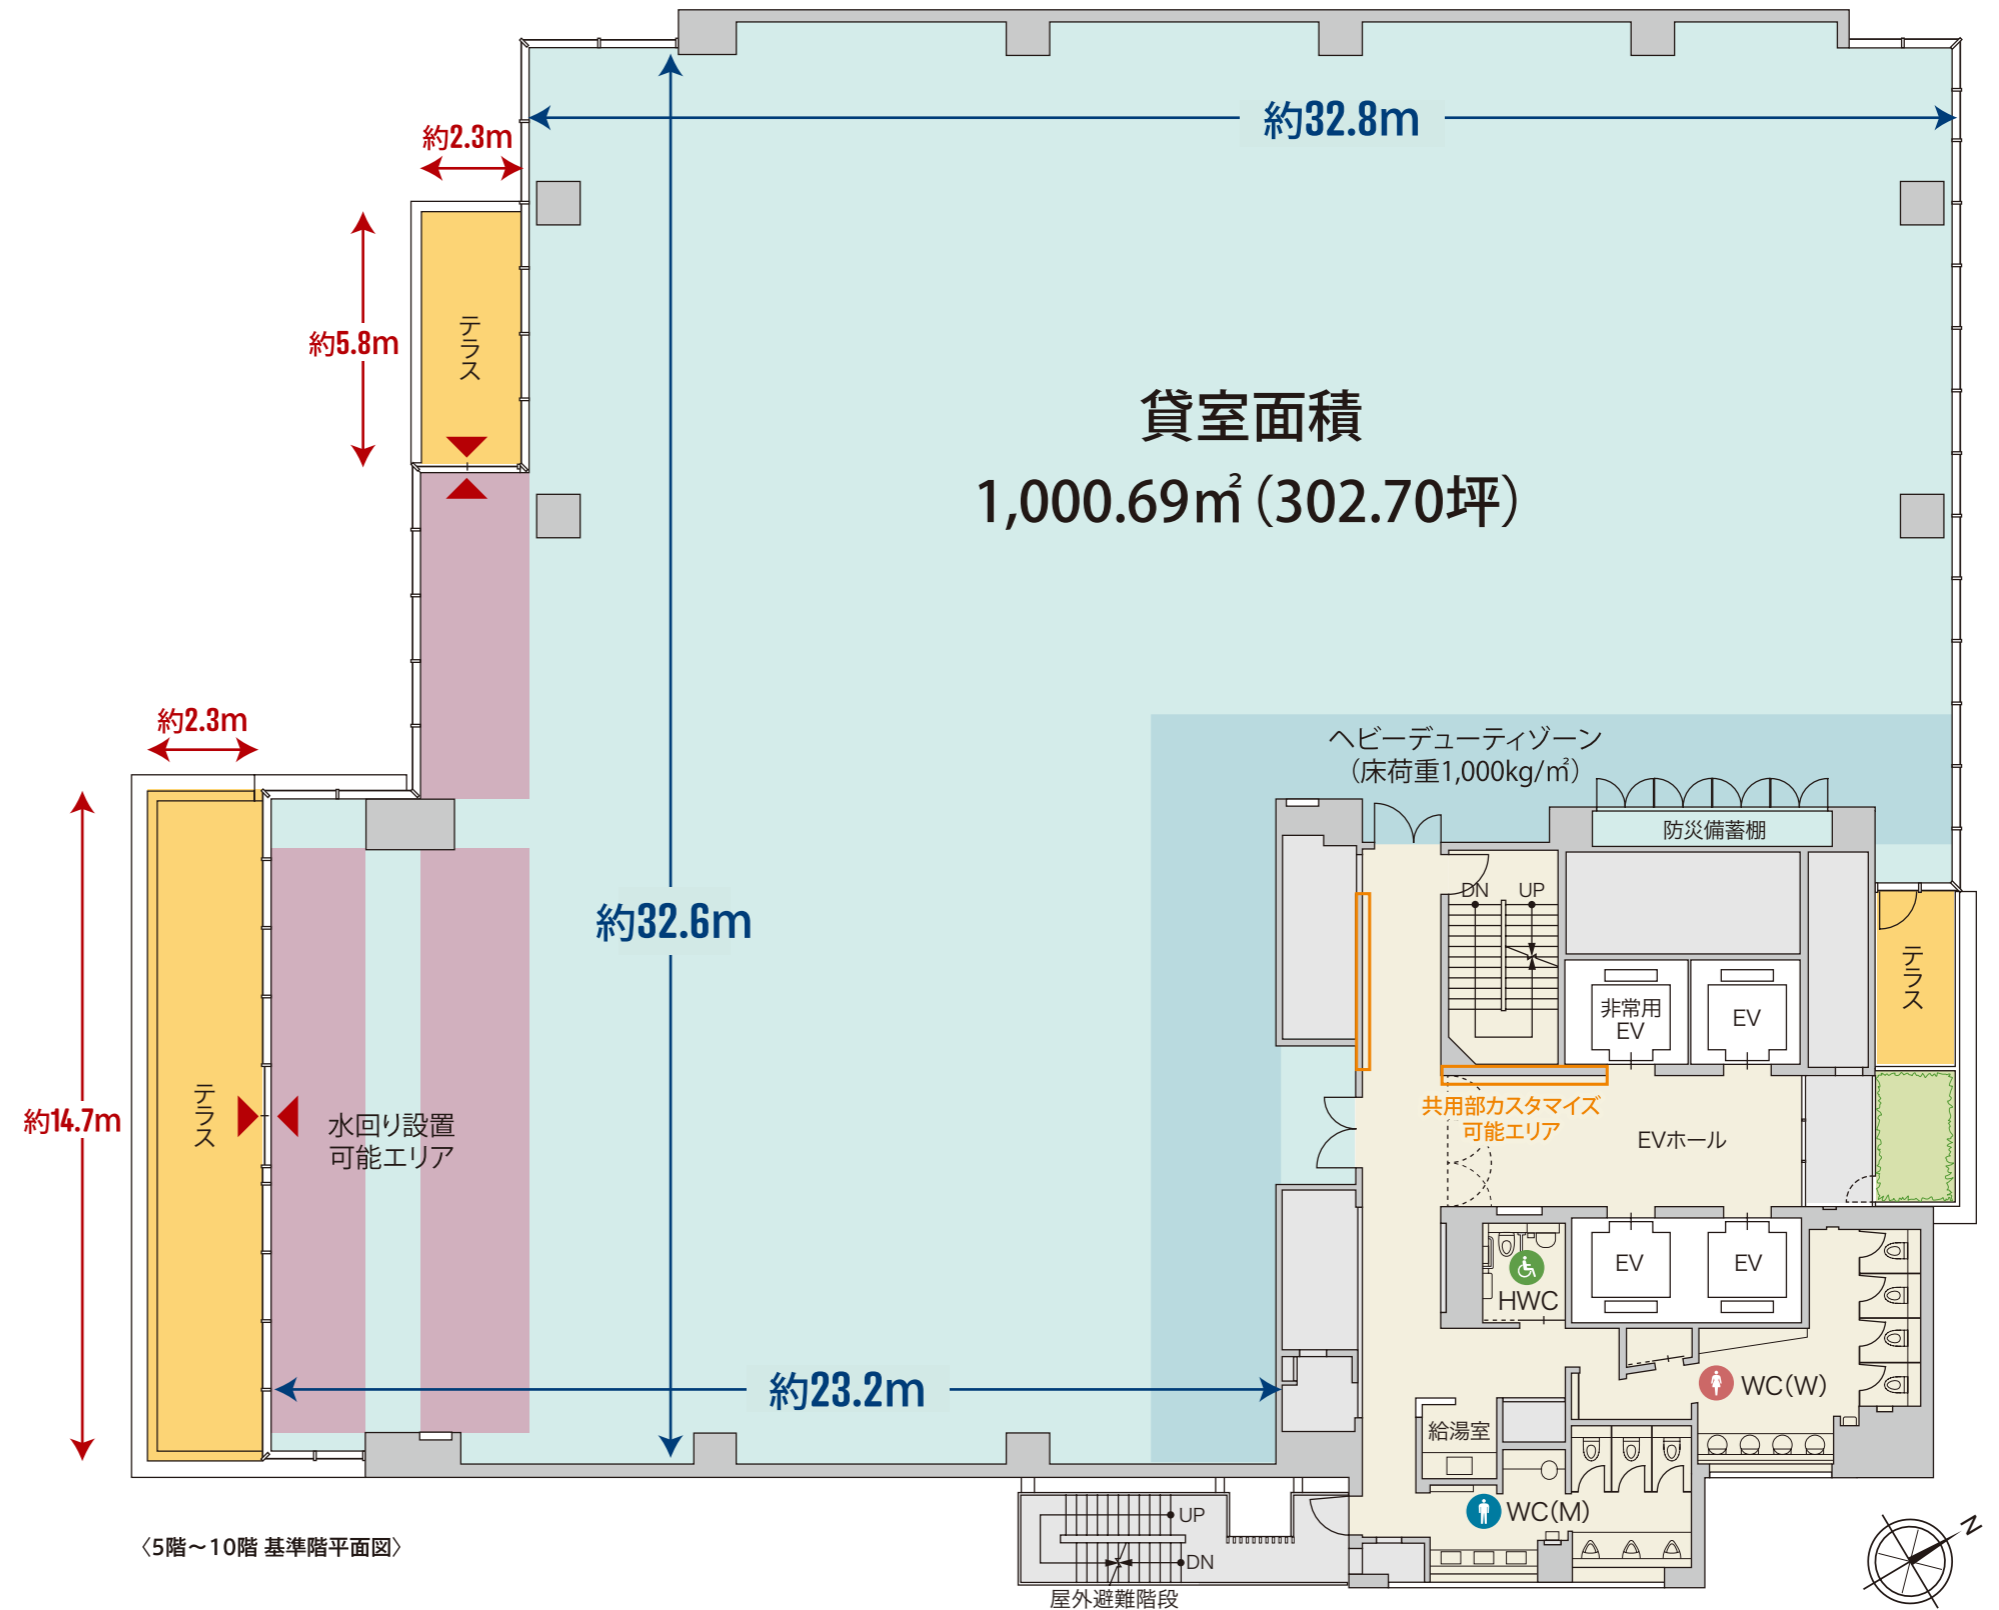 約32.8m
約2.3m
約5.8m
テラス
貸室面積
1,000.69㎡（302.70坪）
約2.3m
ヘビーデューティゾーン
（床荷重1,000kg/㎡）
防災備蓄棚
DN
UP
約32.6m
テラス
非常用
EV
EV
約14.7m
テラス
水回り設置
可能エリア
共用部カスタマイズ
可能エリア
EVホール
EV
EV
HWC
約23.2m
WC（W）
給湯室
WC（M）
UP
DN
屋外避難階段
〈5階～10階 基準階平面図〉
N